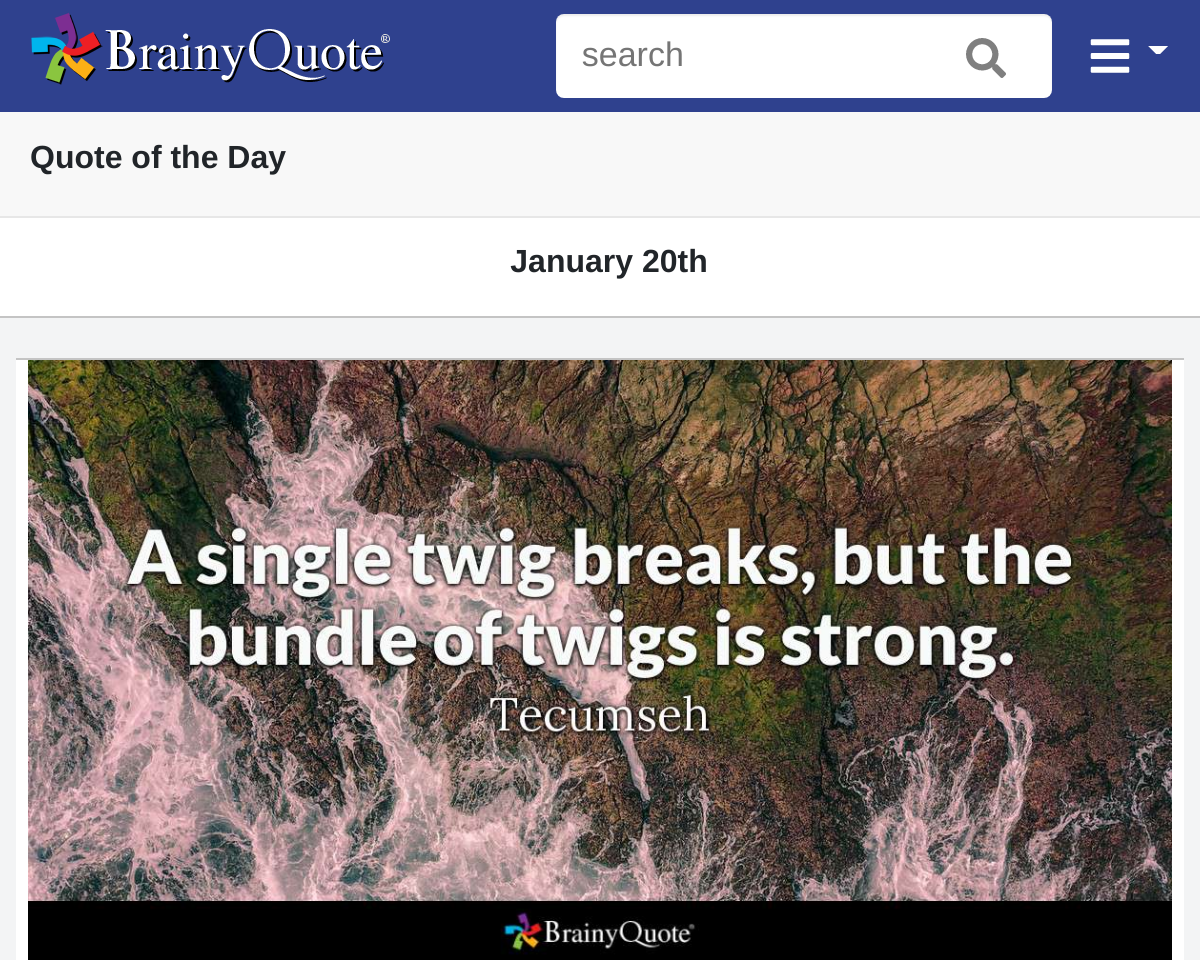 BrainyQuote®
search
Quote of the Day
January 20th
A single twig breaks, but the
bundle of twigs is strong.
Tecumseh
BrainyQuote®